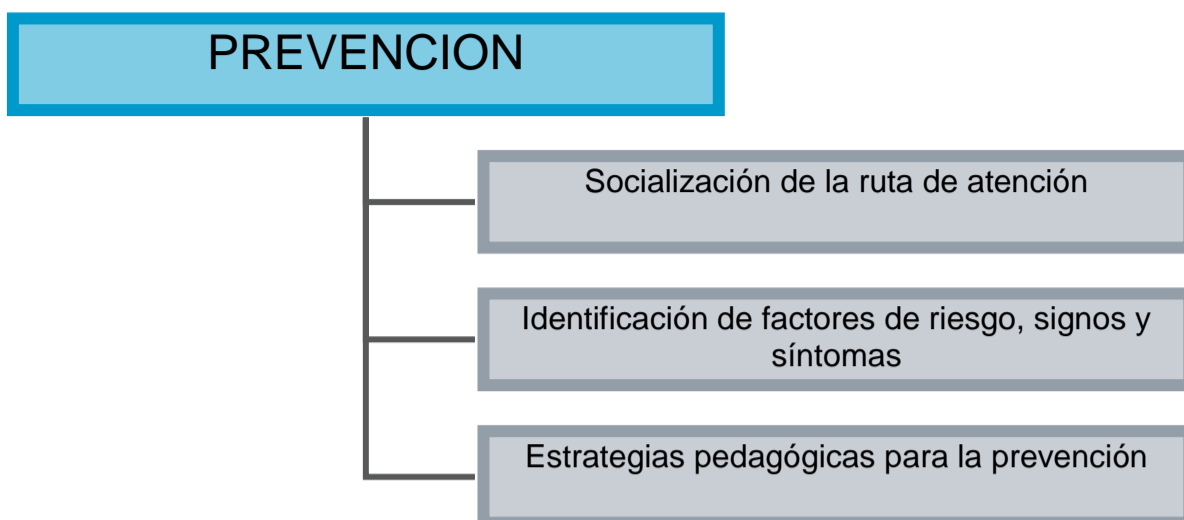 PREVENCION
Socialización de la ruta de atención
Identificación de factores de riesgo, signos y
síntomas
Estrategias pedagógicas para la prevención